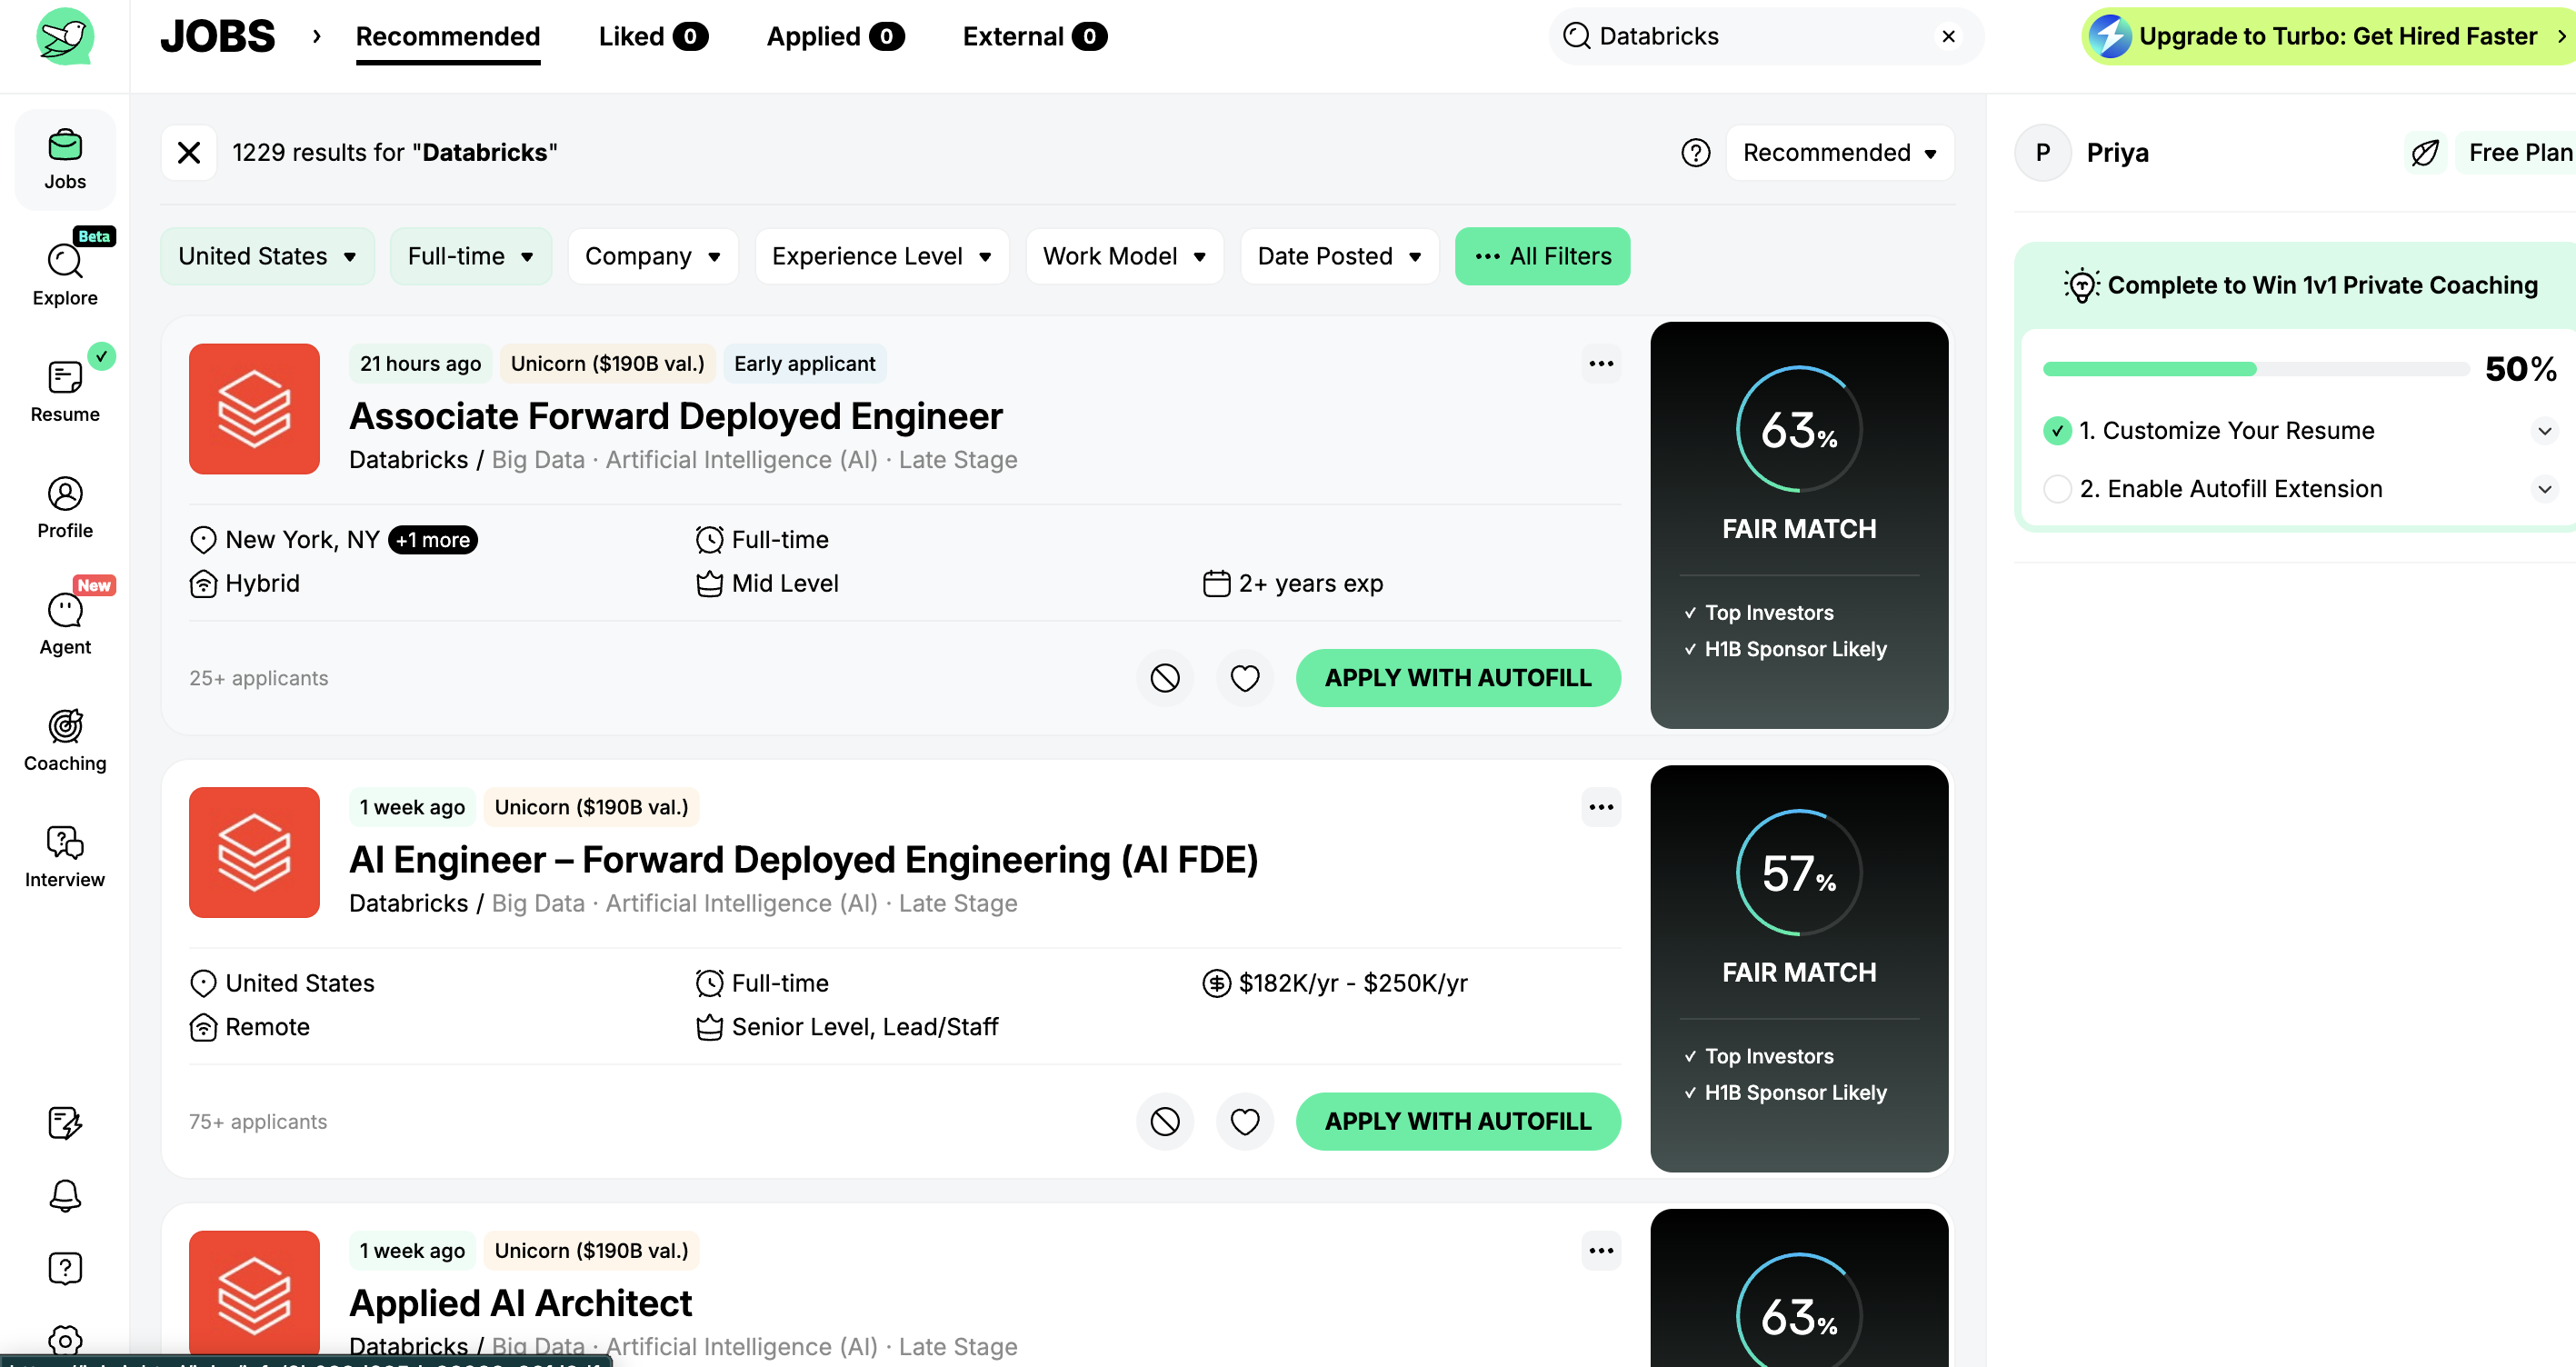 JOBS › Recommended Liked 0 Applied 0 External 0 Databricks Upgrade to Turbo: Get Hired Faster
Jobs
Beta
Explore
Resume
Profile
New
Agent
Coaching
Interview
1229 results for "Databricks" Recommended
United States Full-time Company Experience Level Work Model Date Posted All Filters
21 hours ago Unicorn ($190B val.) Early applicant
Associate Forward Deployed Engineer
Databricks / Big Data · Artificial Intelligence (AI) · Late Stage
New York, NY +1 more Full-time
Hybrid Mid Level 2+ years exp
25+ applicants APPLY WITH AUTOFILL
63%
FAIR MATCH
✓ Top Investors
✓ H1B Sponsor Likely
1 week ago Unicorn ($190B val.)
AI Engineer – Forward Deployed Engineering (AI FDE)
Databricks / Big Data · Artificial Intelligence (AI) · Late Stage
United States Full-time $182K/yr - $250K/yr
Remote Senior Level, Lead/Staff
75+ applicants APPLY WITH AUTOFILL
57%
FAIR MATCH
✓ Top Investors
✓ H1B Sponsor Likely
1 week ago Unicorn ($190B val.)
Applied AI Architect
Databricks / Big Data · Artificial Intelligence (AI) · Late Stage
63%
P Priya Free Plan
Complete to Win 1v1 Private Coaching
50%
1. Customize Your Resume
2. Enable Autofill Extension